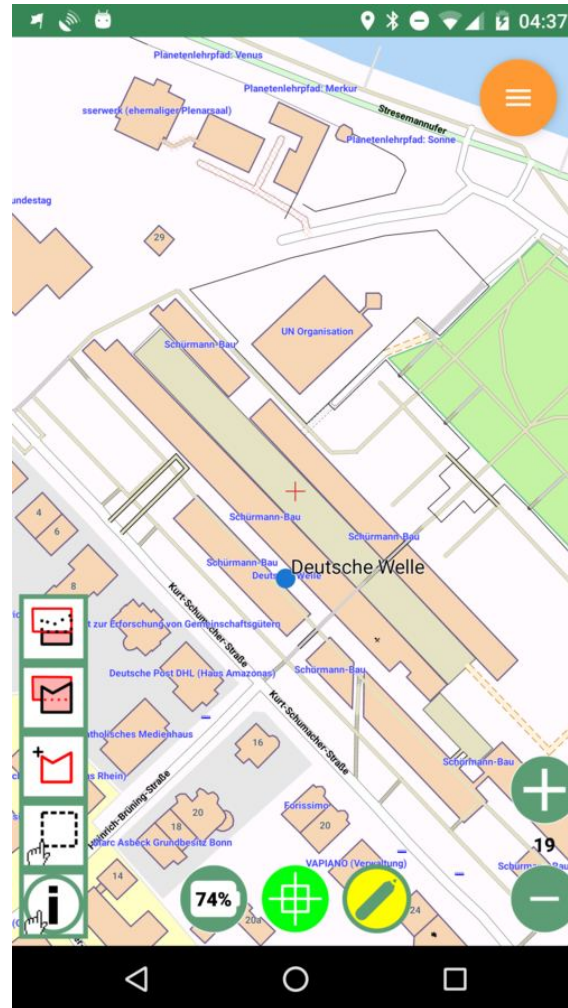 04:37
Planetenlehrpfad: Venus
Planetenlehrpfad: Merkur
sserwerk (ehemaliger Plenarsaal)
Stresemannufer
Planetenlehrpfad: Sonne
undestag
29
UN Organisation
Schürmann-Bau
4
6
Schürmann-Bau
Schürmann-Bau
Schürmann-Bau
Deutsche Welle
8
Kurt-Schumacher-Straße
t zur Erforschung von Gemeinschaftsgütern
Deutsche Post DHL (Haus Amazonas)
Schürmann-Bau
Kurt-Schumacher-Straße
atholisches Medienhaus
16
Schürmann-Bau
us Rhein)
Heinrich-Brüning-Straße
Forissimo
20
18
20
19
Marc Asbeck Grundbesitz Bonn
VAPIANO (Verwaltung)
14
74%
20a
24